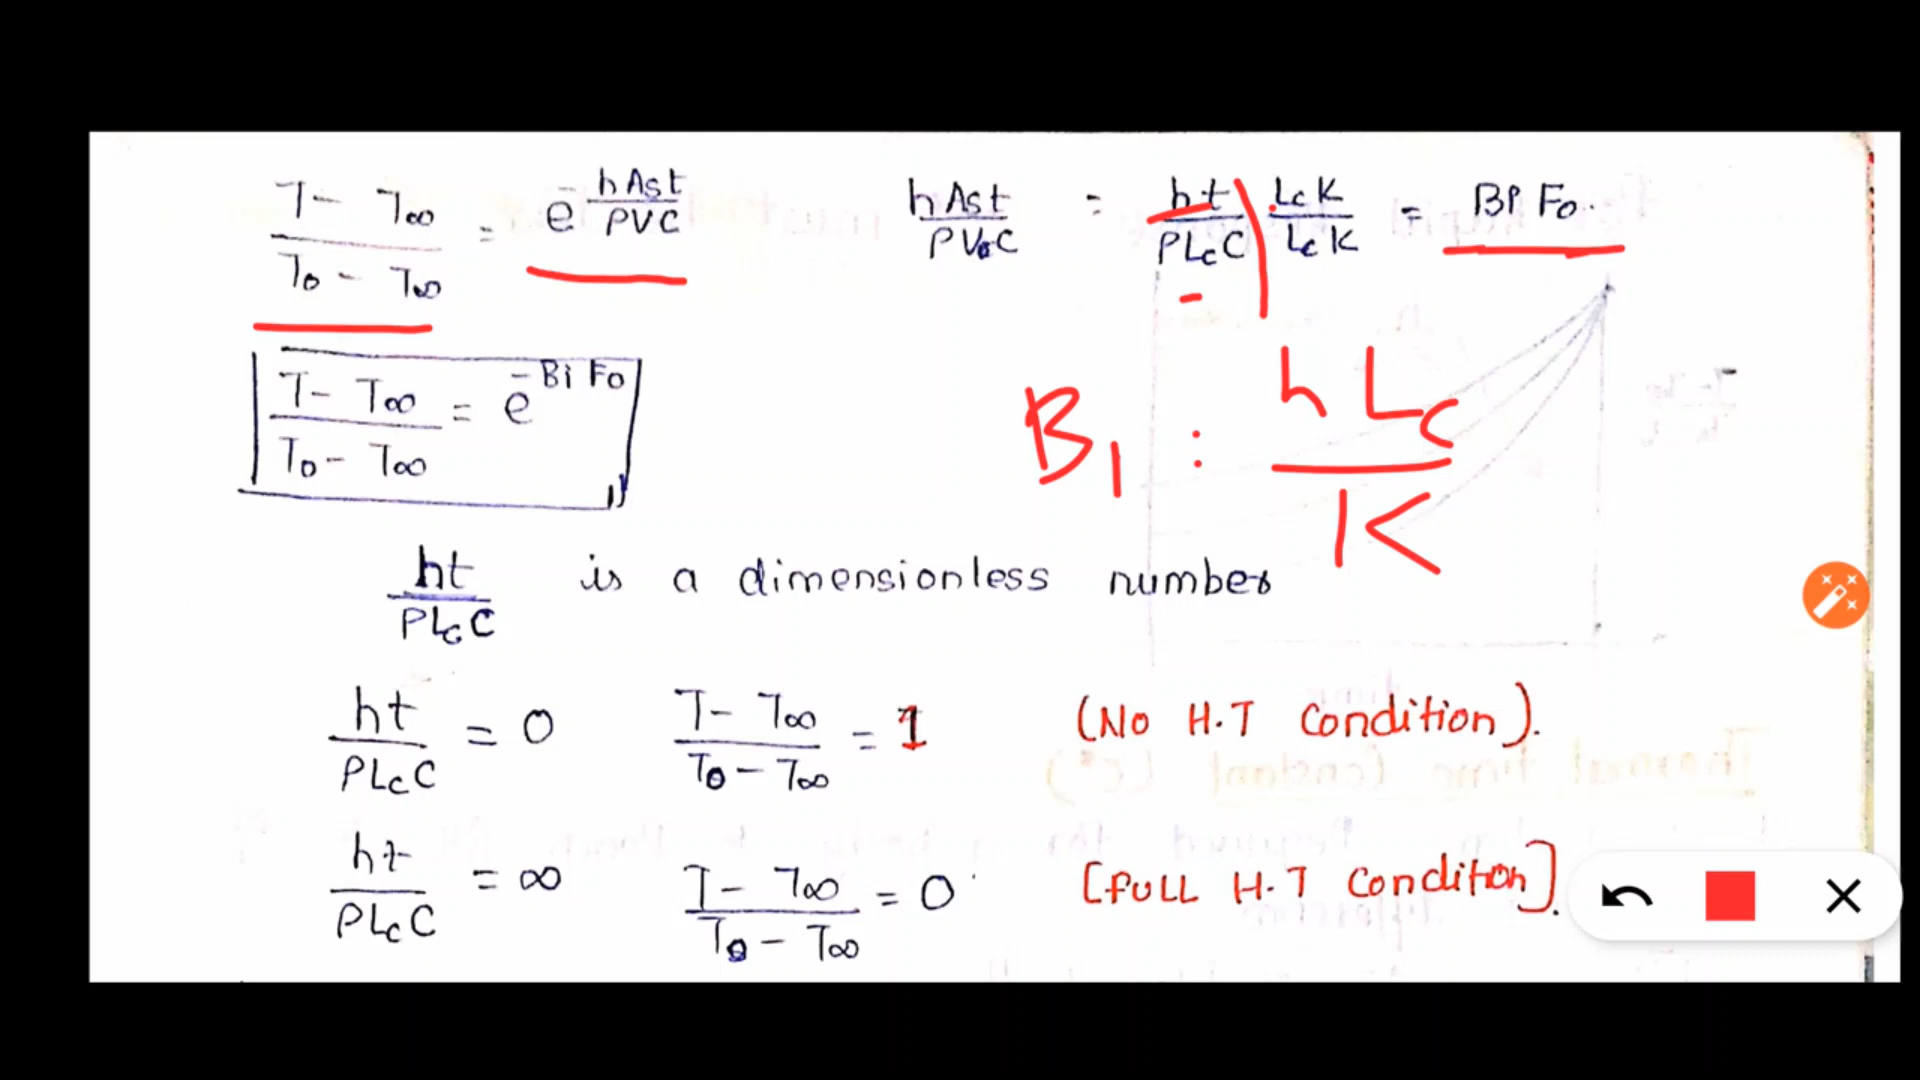 T - T∞ / T₀ - T∞ = e^(-hAst/ρVC)   hAst/ρVC = ht/ρLcC LcK/LcK = Bi Fo.
T - T∞ / T₀ - T∞ = e^(-Bi Fo)
Bi : hLc/K
ht/ρLcC is a dimensionless number
ht/ρLcC = 0   T - T∞ / T₀ - T∞ = 1   (No H.T Condition).
ht/ρLcC = ∞   T - T∞ / T₀ - T∞ = 0   [FULL H.T Condition].